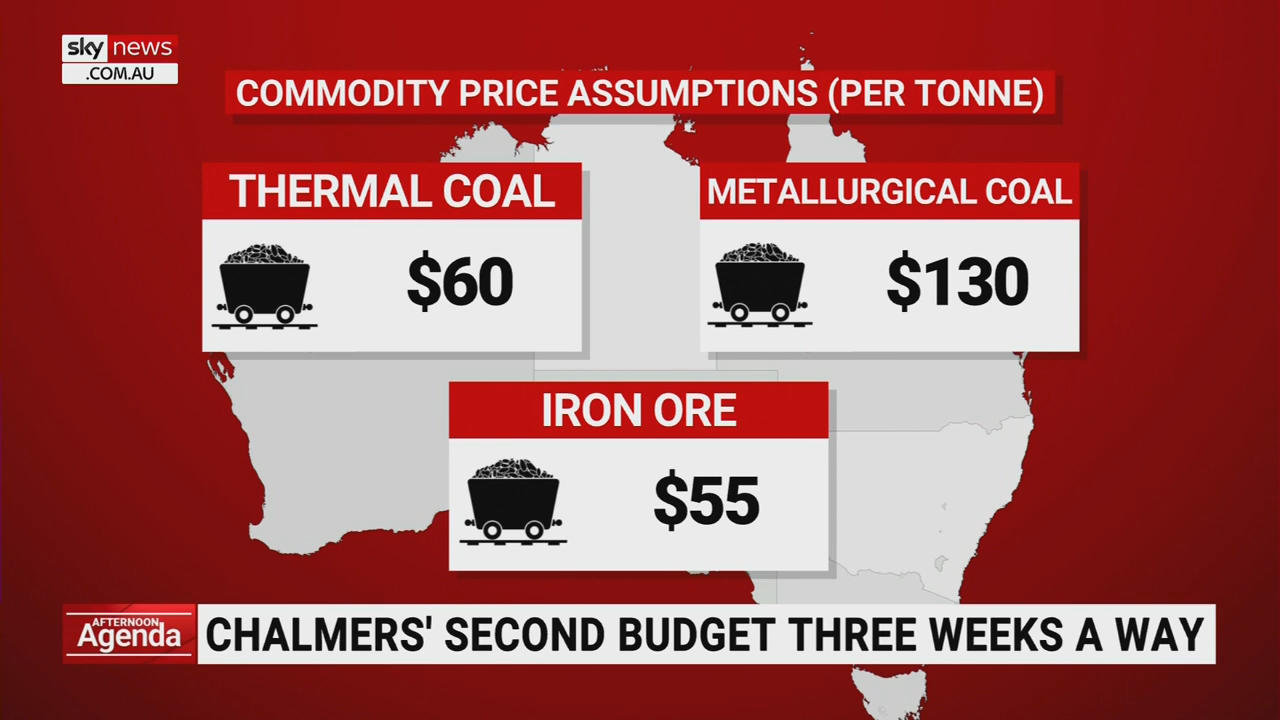 sky news
.COM.AU
COMMODITY PRICE ASSUMPTIONS (PER TONNE)
THERMAL COAL
$60
METALLURGICAL COAL
$130
IRON ORE
$55
AFTERNOON
Agenda
CHALMERS' SECOND BUDGET THREE WEEKS A WAY